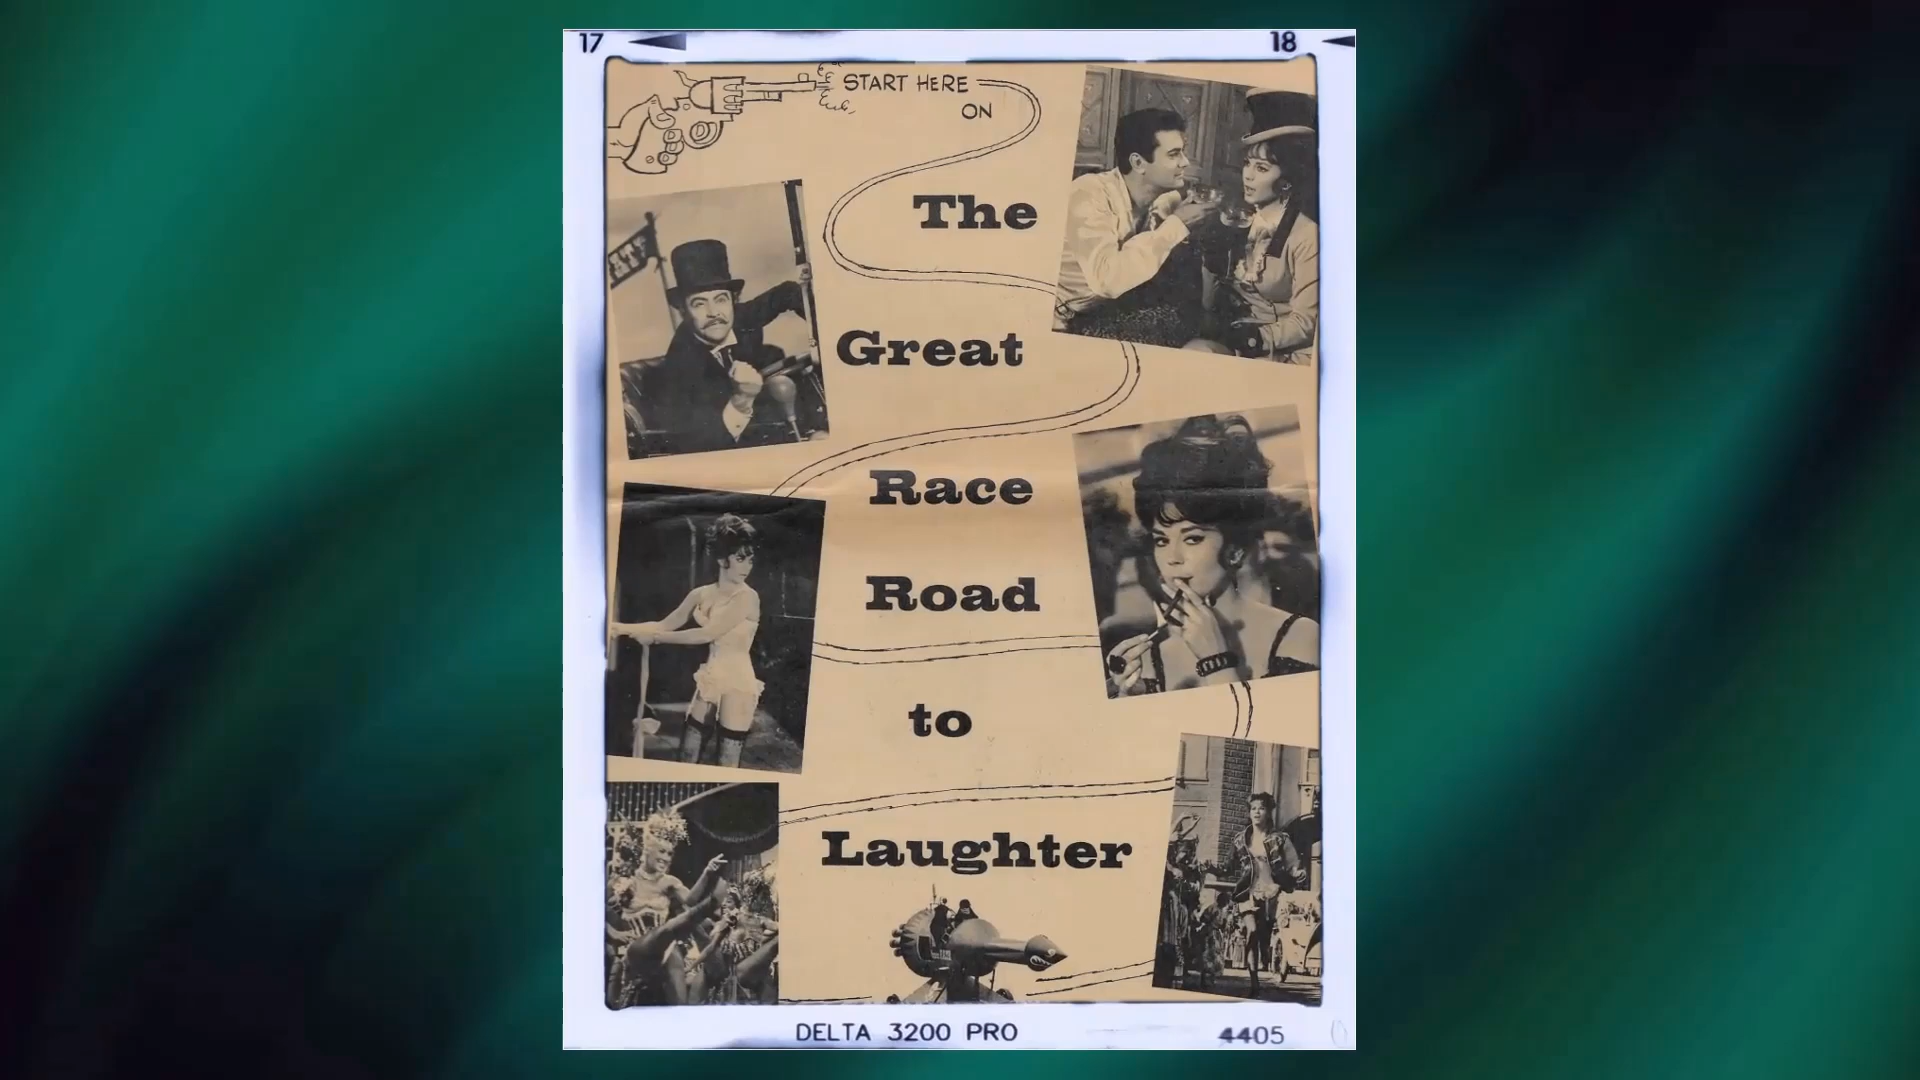 17
18
START HERE
ON
The
Great
Race
Road
to
Laughter
DELTA 3200 PRO
4405